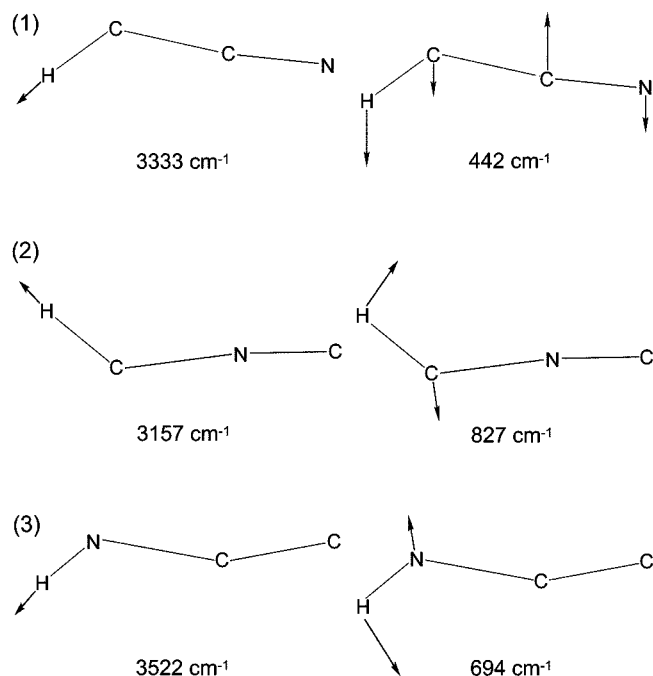 (1)
H C C N
H C C N
3333 cm-1
442 cm-1
(2)
H C N C
H C N C
3157 cm-1
827 cm-1
(3)
H N C C
H N C C
3522 cm-1
694 cm-1